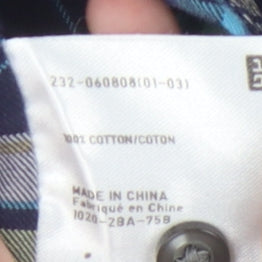 232-060808(01-03)
100% COTTON/COTON
MADE IN CHINA
Fabriqué en Chine
1020-28A-758